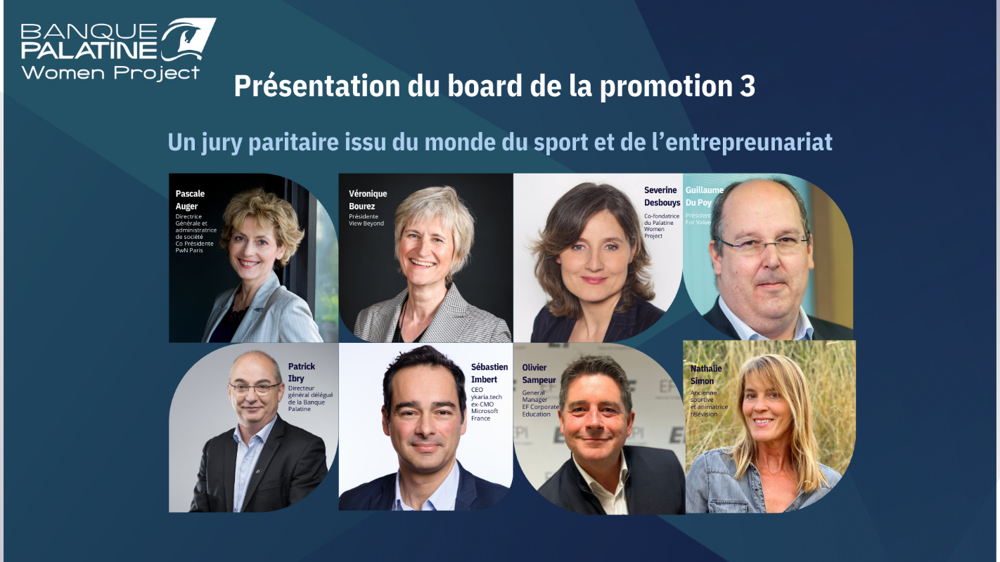 BANQUE
PALATINE
Women Project
Présentation du board de la promotion 3
Un jury paritaire issu du monde du sport et de l’entrepreunariat
Pascale
Auger
Directrice
Générale et
administratrice
de société
Co Présidente
PwN Paris
Véronique
Bourez
Présidente
View Beyond
Severine
Desbouys
Co-fondatrice
du Palatine
Women
Project
Guillaume
Du Poy
Président
For Value
Patrick
Ibry
Directeur
général délégué
de la Banque
Palatine
Sébastien
Imbert
CEO
ykaria.tech
ex-CMO
Microsoft
France
Olivier
Sampeur
General
Manager
EF Corporate
Education
Nathalie
Simon
Ancienne
sportive
et animatrice
télévision